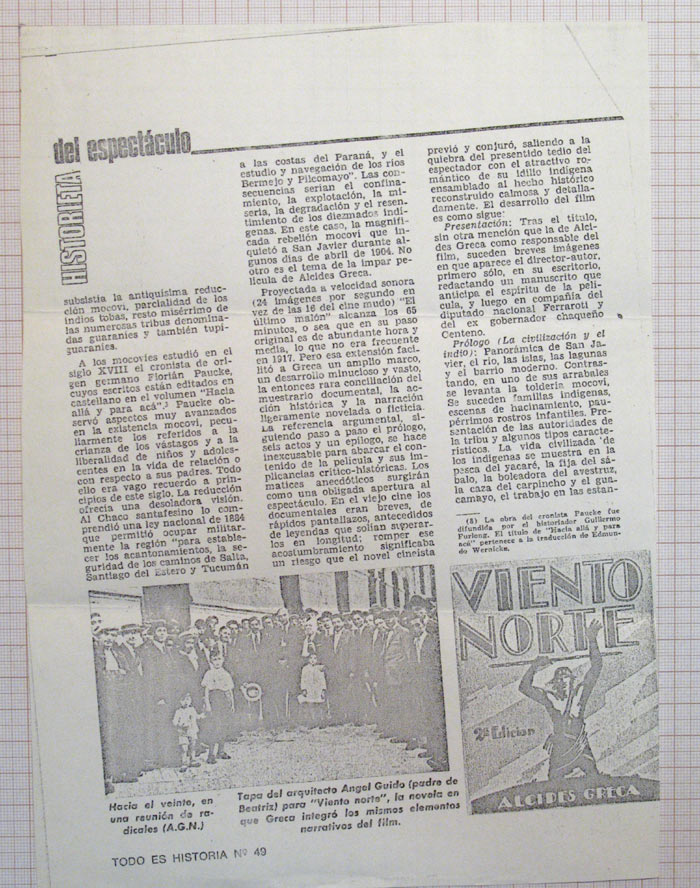 del espectáculo
HISTORIETA
subsistía la antiquísima reduc-
ción mocoví, parcialidad de los
indios tobas, resto misérrimo de
las numerosas tribus denomina-
das guaraníes y también tupi-
guaraníes.
A los mocovíes estudió en el
siglo XVIII el cronista de ori-
gen germano Florián Paucke,
cuyos escritos están editados en
castellano en el volumen "Hacia
allá y para acá".⁵ Paucke ob-
servó aspectos muy avanzados
en la existencia mocoví, pecu-
liarmente los referidos a la
crianza de los vástagos y a la
liberalidad de niños y adoles-
centes en la vida de relación o
con respecto a sus padres. Todo
ello era vago recuerdo a prin-
cipios de este siglo. La reducción
ofrecía una desoladora visión.
Al Chaco santafesino lo com-
prendió una ley nacional de 1884
que permitió ocupar militar-
mente la región "para estable-
cer los acantonamientos, la se-
guridad de los caminos de Salta,
Santiago del Estero y Tucumán
a las costas del Paraná, y el
estudio y navegación de los ríos
Bermejo y Pilcomayo". Las con-
secuencias serían el confina-
miento, la explotación, la mi-
seria, la degradación y el resen-
timiento de los diezmados indí-
genas. En este caso, la magnifi-
cada rebelión mocoví que in-
quietó a San Javier durante al-
gunos días de abril de 1904. No
otro es el tema de la impar pe-
lícula de Alcides Greca.
Proyectada a velocidad sonora
(24 imágenes por segundo en
vez de las 16 del cine mudo) "El
último malón" alcanza los 65
minutos, o sea que en su paso
original es de abundante hora y
media, lo que no era frecuente
en 1917. Pero esa extensión faci-
litó a Greca un amplio marco,
un desarrollo minucioso y vasto,
la entonces rara conciliación del
muestrario documental, la ac-
ción histórica y la narración
ligeramente novelada o ficticia.
La referencia argumental, si-
guiendo paso a paso el prólogo,
seis actos y un epílogo, se hace
inexcusable para abarcar el con-
tenido de la película y sus im-
plicancias crítico-históricas. Los
matices anecdóticos surgirán
como una obligada apertura al
espectáculo. En el viejo cine los
documentales eran breves, de
rápidos pantallazos, antecedidos
de leyendas que solían superar-
los en longitud; romper ese
acostumbramiento significaba
un riesgo que el novel cineísta
previó y conjuró, saliendo a la
quiebra del presentido tedio del
espectador con el atractivo ro-
mántico de su idilio indígena
ensamblado al hecho histórico
reconstruido calmosa y detalla-
damente. El desarrollo del film
es como sigue:
Presentación: Tras el título,
sin otra mención que la de Alci-
des Greca como responsable del
film, suceden breves imágenes
en que aparece el director-autor,
primero sólo, en su escritorio,
redactando un manuscrito que
anticipa el espíritu de la pelí-
cula, y luego en compañía del
diputado nacional Ferraroti y
del ex gobernador chaqueño
Centeno.
Prólogo (La civilización y el
indio): Panorámica de San Ja-
vier, el río, las islas, las lagunas
y el barrio moderno. Contras-
tando, en uno de sus arrabales
se levanta la toldería mocoví.
Se suceden familias indígenas,
escenas de hacinamiento, pau-
pérrimos rostros infantiles. Pre-
sentación de las autoridades de
la tribu y algunos tipos caracte-
rísticos. La vida civilizada de
los indígenas se muestra en la
pesca del yacaré, la fija del sá-
balo, la boleadora del avestruz,
la caza del carpincho y el gua-
camayo, el trabajo en las estan-
(5) La obra del cronista Paucke fue
difundida por el historiador Guillermo
Furlong. El título de "Hacia allá y para
acá" pertenece a la traducción de Edmun-
do Wernicke.
VIENTO
NORTE
2ª Edicion
ALCIDES GRECA
Hacia el veinte, en
una reunión de ra-
dicales (A.G.N.)
Tapa del arquitecto Angel Guido (padre de
Beatriz) para "Viento norte", la novela en
que Greca integró los mismos elementos
narrativos del film.
TODO ES HISTORIA Nº 49